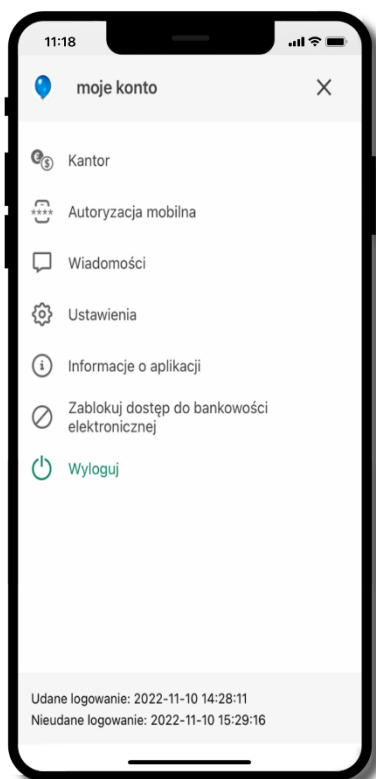 11:18
moje konto
Kantor
****
Autoryzacja mobilna
Wiadomości
Ustawienia
Informacje o aplikacji
Zablokuj dostęp do bankowości
elektronicznej
Wyloguj
Udane logowanie: 2022-11-10 14:28:11
Nieudane logowanie: 2022-11-10 15:29:16